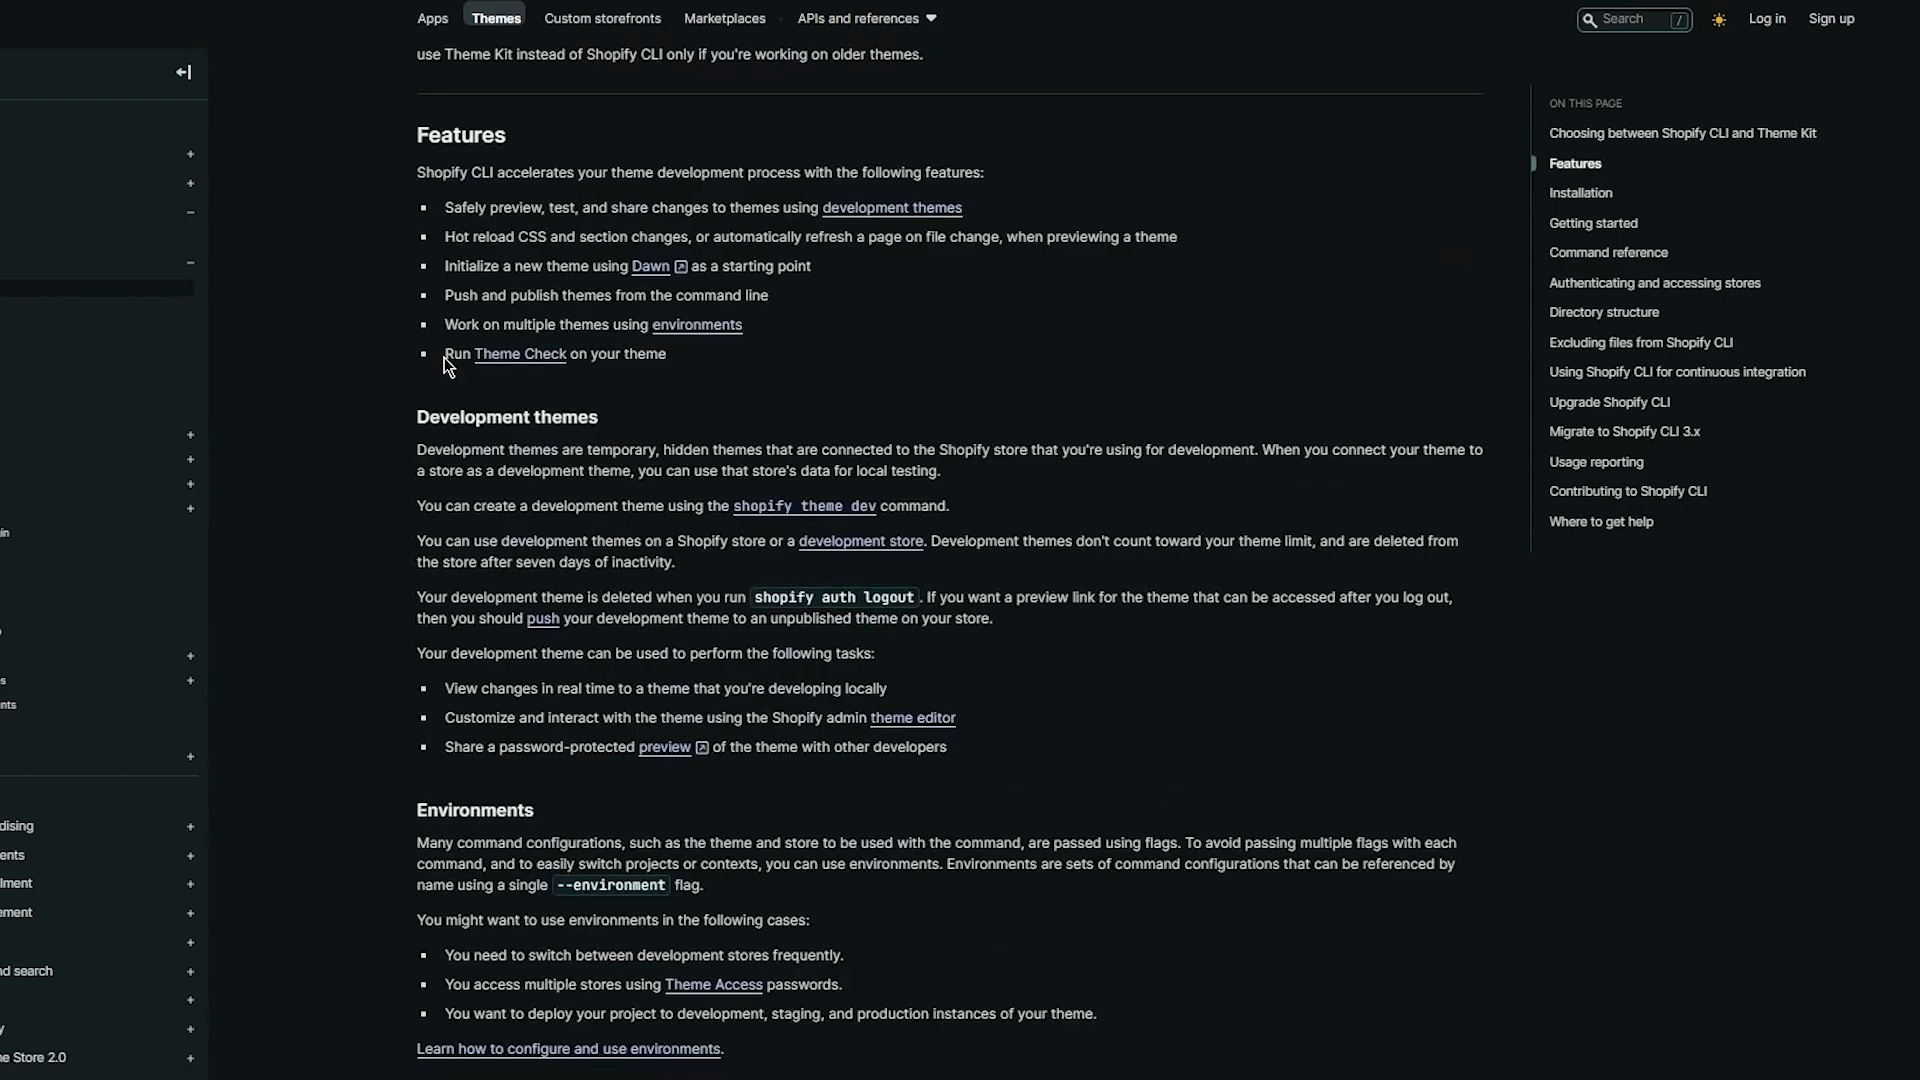 Apps Themes Custom storefronts Marketplaces APIs and references
Search / Log in Sign up
use Theme Kit instead of Shopify CLI only if you're working on older themes.
Features
Shopify CLI accelerates your theme development process with the following features:
Safely preview, test, and share changes to themes using development themes
Hot reload CSS and section changes, or automatically refresh a page on file change, when previewing a theme
Initialize a new theme using Dawn as a starting point
Push and publish themes from the command line
Work on multiple themes using environments
Run Theme Check on your theme
Development themes
Development themes are temporary, hidden themes that are connected to the Shopify store that you're using for development. When you connect your theme to
a store as a development theme, you can use that store's data for local testing.
You can create a development theme using the shopify theme dev command.
You can use development themes on a Shopify store or a development store. Development themes don't count toward your theme limit, and are deleted from
the store after seven days of inactivity.
Your development theme is deleted when you run shopify auth logout. If you want a preview link for the theme that can be accessed after you log out,
then you should push your development theme to an unpublished theme on your store.
Your development theme can be used to perform the following tasks:
View changes in real time to a theme that you're developing locally
Customize and interact with the theme using the Shopify admin theme editor
Share a password-protected preview of the theme with other developers
Environments
Many command configurations, such as the theme and store to be used with the command, are passed using flags. To avoid passing multiple flags with each
command, and to easily switch projects or contexts, you can use environments. Environments are sets of command configurations that can be referenced by
name using a single --environment flag.
You might want to use environments in the following cases:
You need to switch between development stores frequently.
You access multiple stores using Theme Access passwords.
You want to deploy your project to development, staging, and production instances of your theme.
Learn how to configure and use environments.
ON THIS PAGE
Choosing between Shopify CLI and Theme Kit
Features
Installation
Getting started
Command reference
Authenticating and accessing stores
Directory structure
Excluding files from Shopify CLI
Using Shopify CLI for continuous integration
Upgrade Shopify CLI
Migrate to Shopify CLI 3.x
Usage reporting
Contributing to Shopify CLI
Where to get help
in
s
nts
dising
ents
lment
ement
nd search
y
ne Store 2.0